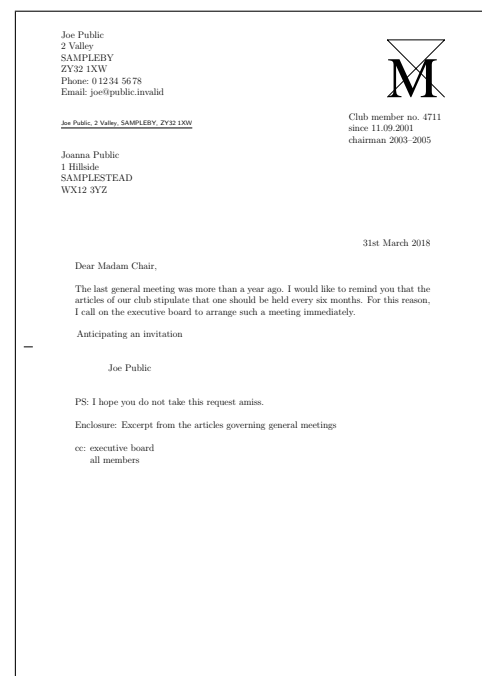 Joe Public
2 Valley
SAMPLEBY
ZY32 1XW
Phone: 0 12 34 56 78
Email: joe@public.invalid
M
Club member no. 4711
since 11.09.2001
chairman 2003–2005
Joe Public, 2 Valley, SAMPLEBY, ZY32 1XW
Joanna Public
1 Hillside
SAMPLESTEAD
WX12 3YZ
31st March 2018
Dear Madam Chair,
The last general meeting was more than a year ago. I would like to remind you that the
articles of our club stipulate that one should be held every six months. For this reason,
I call on the executive board to arrange such a meeting immediately.
Anticipating an invitation
Joe Public
PS: I hope you do not take this request amiss.
Enclosure: Excerpt from the articles governing general meetings
cc: executive board
all members